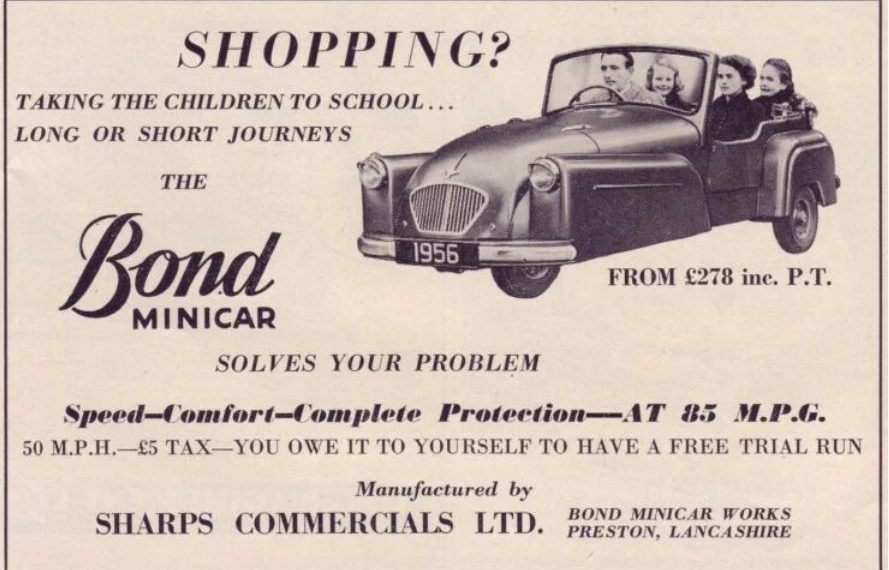 SHOPPING?
TAKING THE CHILDREN TO SCHOOL...
LONG OR SHORT JOURNEYS
THE
Bond
MINICAR
1956
FROM £278 inc. P.T.
SOLVES YOUR PROBLEM
Speed—Comfort—Complete Protection—AT 85 M.P.G.
50 M.P.H.—£5 TAX—YOU OWE IT TO YOURSELF TO HAVE A FREE TRIAL RUN
Manufactured by
SHARPS COMMERCIALS LTD.
BOND MINICAR WORKS
PRESTON, LANCASHIRE